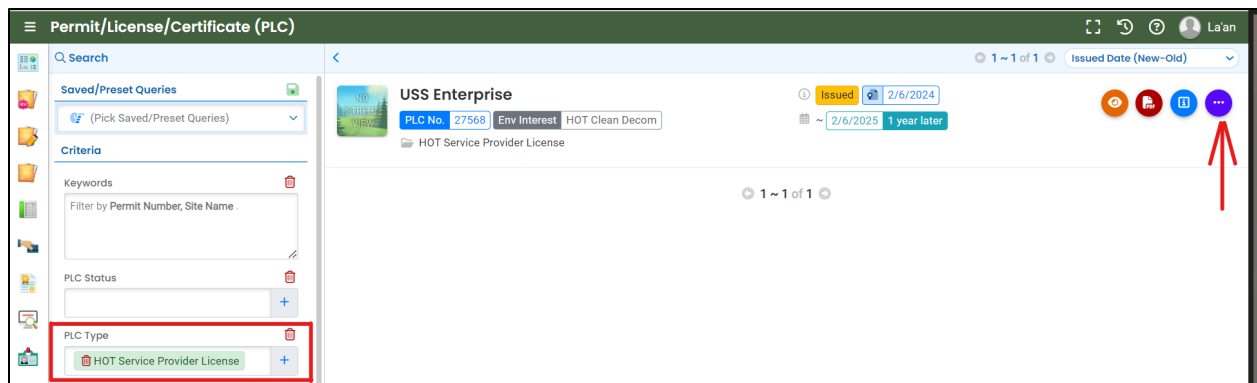 Permit/License/Certificate (PLC)
La'an
Search
1 ~ 1 of 1
Issued Date (New-Old)
Saved/Preset Queries
(Pick Saved/Preset Queries)
Criteria
Keywords
Filter by Permit Number, Site Name .
PLC Status
+
PLC Type
HOT Service Provider License +
NO
STREET
VIEW
USS Enterprise
PLC No. 27568 Env Interest HOT Clean Decom
HOT Service Provider License
Issued 2/6/2024
~ 2/6/2025 1 year later
PDF
1 ~ 1 of 1